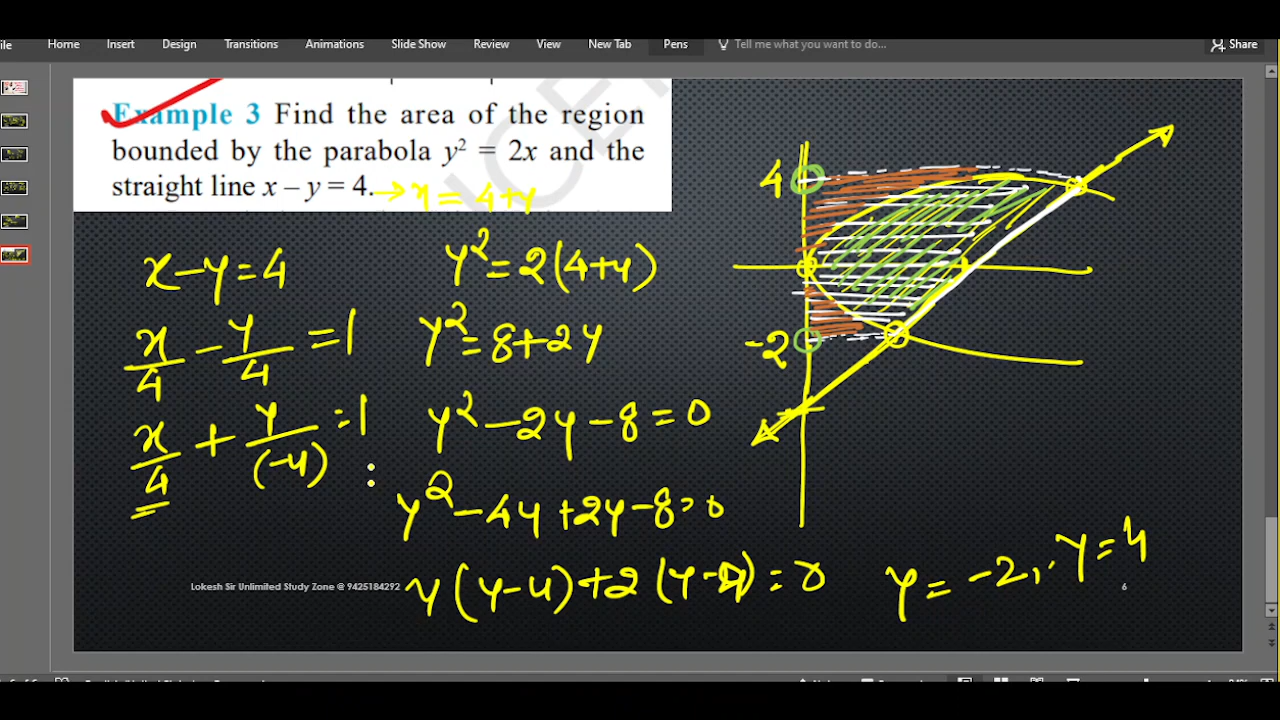 File Home Insert Design Transitions Animations Slide Show Review View New Tab Pens Tell me what you want to do... Share
Example 3 Find the area of the region
bounded by the parabola y² = 2x and the
straight line x – y = 4. → x = 4+y
x-y=4
x/4 - y/4 = 1
x/4 + y/(-4) = 1
y² = 2(4+y)
y² = 8+2y
y² - 2y - 8 = 0
y² - 4y + 2y - 8 = 0
y(y-4)+2(y-4) = 0
y = -2, y = 4
4
-2
Lokesh Sir Unlimited Study Zone @ 9425184292
6